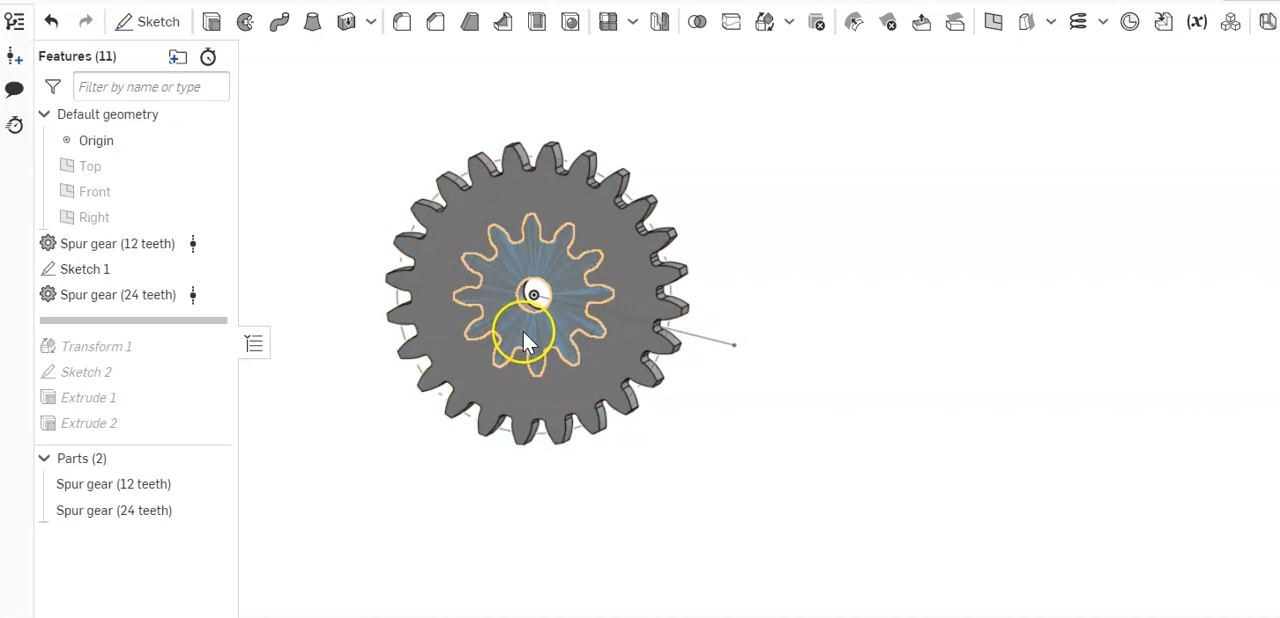 Sketch
(x)
Features (11)
Filter by name or type
Default geometry
Origin
Top
Front
Right
Spur gear (12 teeth)
Sketch 1
Spur gear (24 teeth)
Transform 1
Sketch 2
Extrude 1
Extrude 2
Parts (2)
Spur gear (12 teeth)
Spur gear (24 teeth)